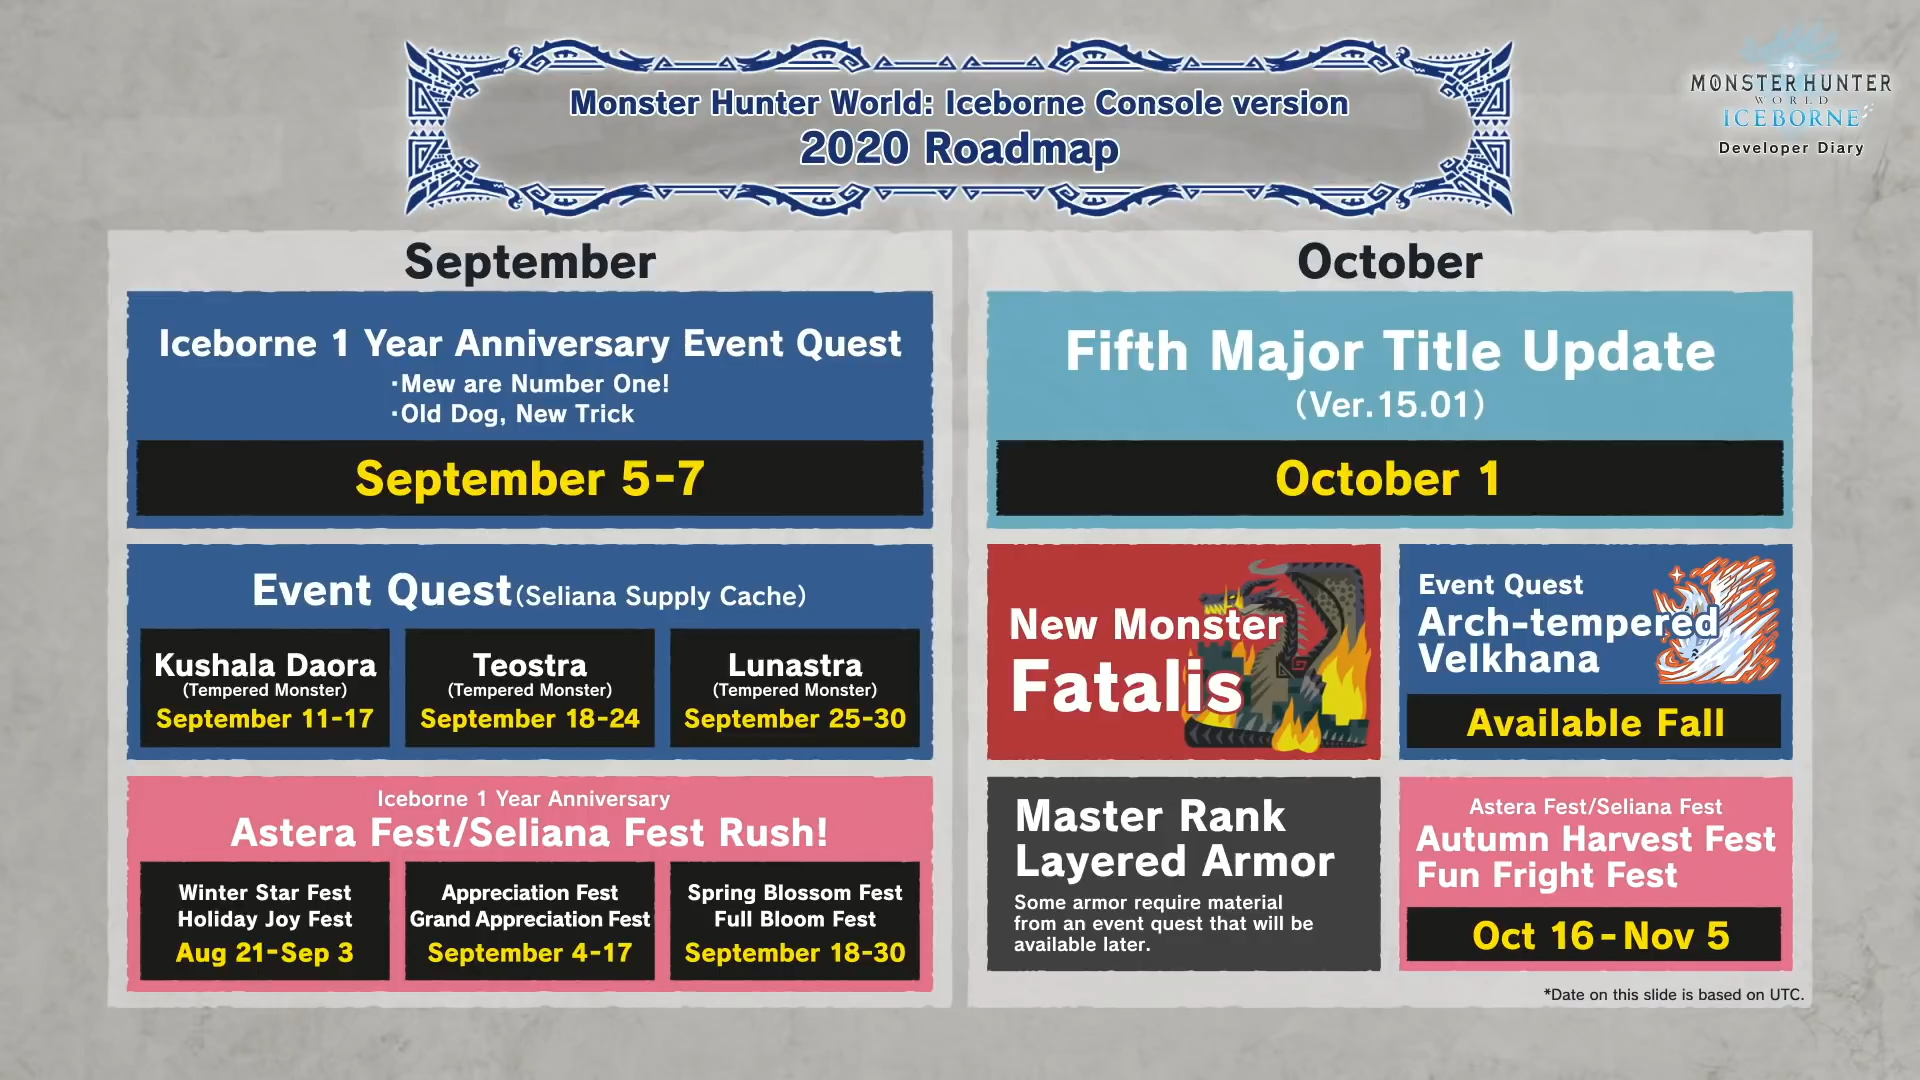 Monster Hunter World: Iceborne Console version
2020 Roadmap
MONSTER HUNTER
WORLD
ICEBORNE
Developer Diary
September
Iceborne 1 Year Anniversary Event Quest
·Mew are Number One!
·Old Dog, New Trick
September 5-7
Event Quest(Seliana Supply Cache)
Kushala Daora
(Tempered Monster)
September 11-17
Teostra
(Tempered Monster)
September 18-24
Lunastra
(Tempered Monster)
September 25-30
Iceborne 1 Year Anniversary
Astera Fest/Seliana Fest Rush!
Winter Star Fest
Holiday Joy Fest
Aug 21-Sep 3
Appreciation Fest
Grand Appreciation Fest
September 4-17
Spring Blossom Fest
Full Bloom Fest
September 18-30
October
Fifth Major Title Update
(Ver.15.01)
October 1
New Monster
Fatalis
Event Quest
Arch-tempered
Velkhana
Available Fall
Master Rank
Layered Armor
Some armor require material
from an event quest that will be
available later.
Astera Fest/Seliana Fest
Autumn Harvest Fest
Fun Fright Fest
Oct 16-Nov 5
*Date on this slide is based on UTC.